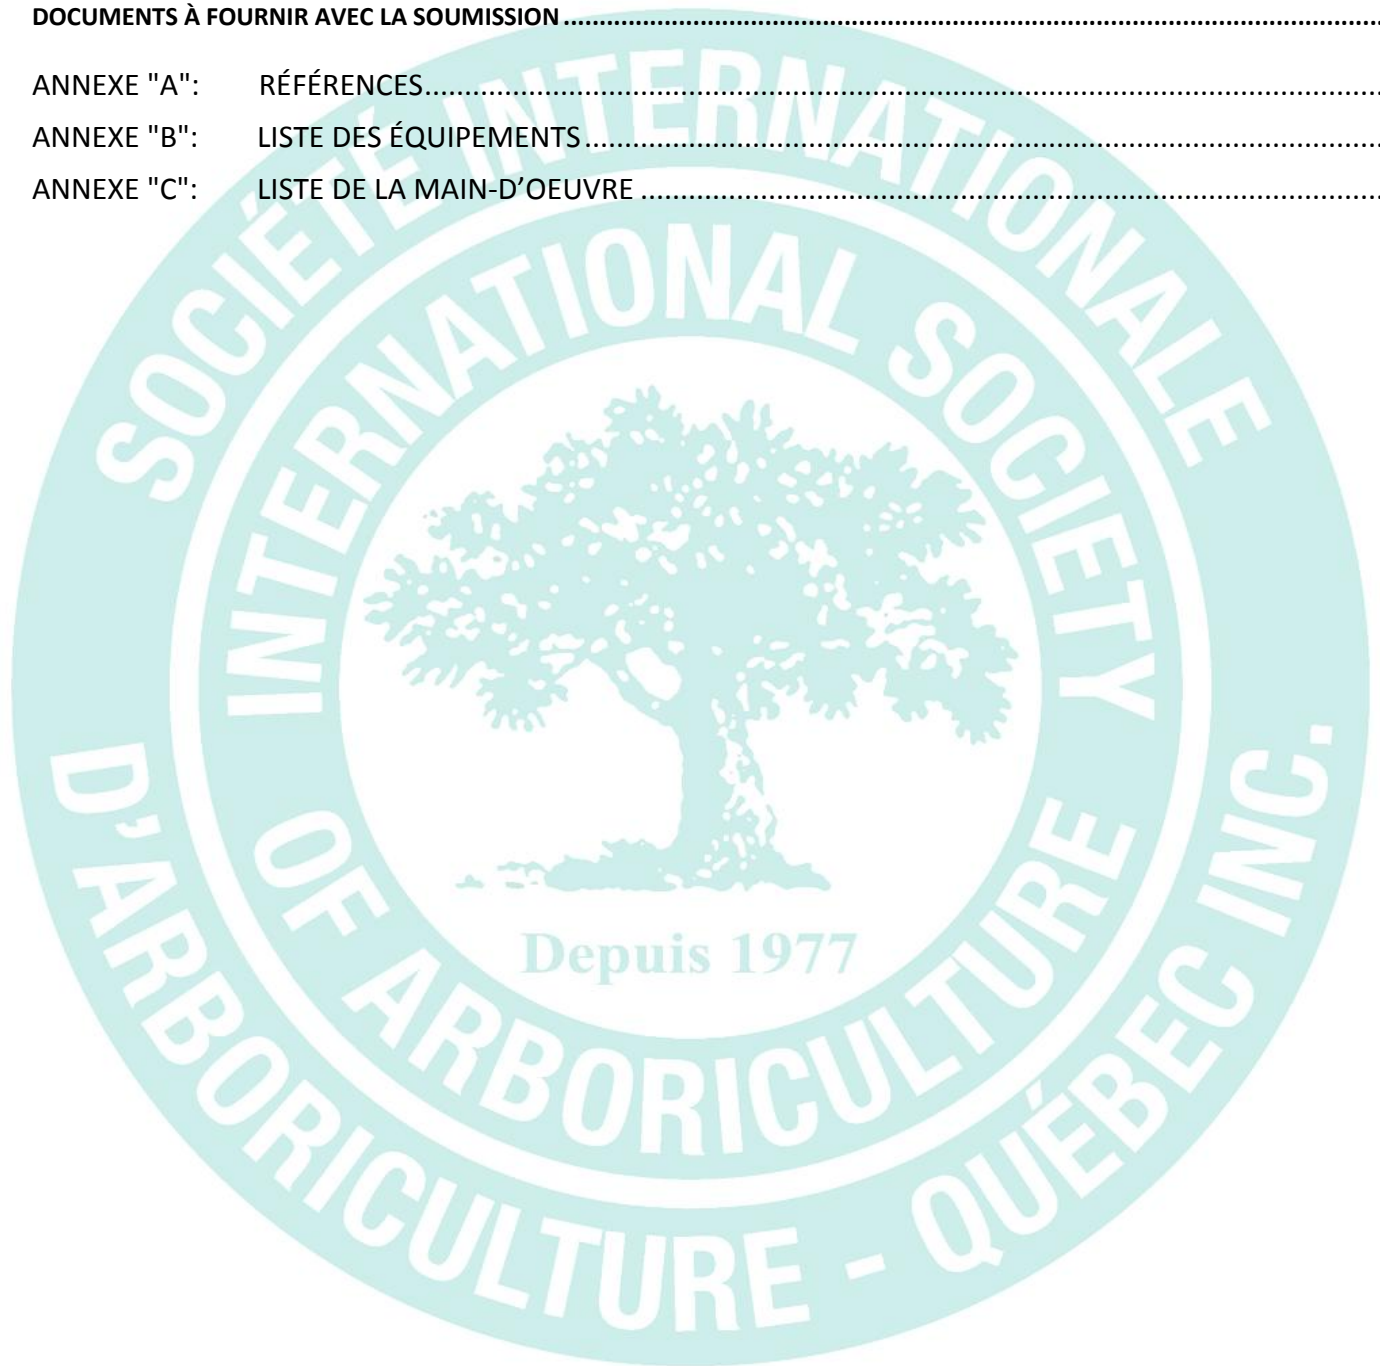 DOCUMENTS À FOURNIR AVEC LA SOUMISSION ................................................................
ANNEXE "A": RÉFÉRENCES ................................................................
ANNEXE "B": LISTE DES ÉQUIPEMENTS ................................................................
ANNEXE "C": LISTE DE LA MAIN-D’OEUVRE ................................................................
SOCIÉTÉ INTERNATIONALE
D'ARBORICULTURE - QUÉBEC INC.
INTERNATIONAL SOCIETY
OF ARBORICULTURE
Depuis 1977